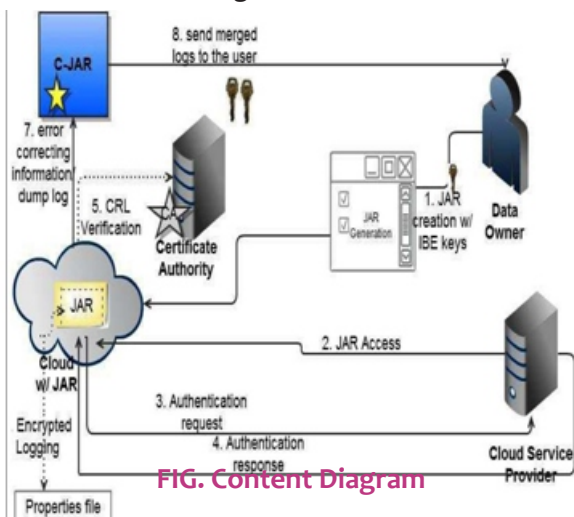 8. send merged
logs to the user
C-JAR
7. error
correcting
information/
dump log
5. CRL
Verification
CA
Certificate
Authority
JAR
Generation
1. JAR
creation w/
IBE keys
Data
Owner
JAR
Cloud
w/ JAR
2. JAR Access
3. Authentication
request
4. Authentication
response
Encrypted
Logging
Cloud Service
Provider
FIG. Content Diagram
Properties file